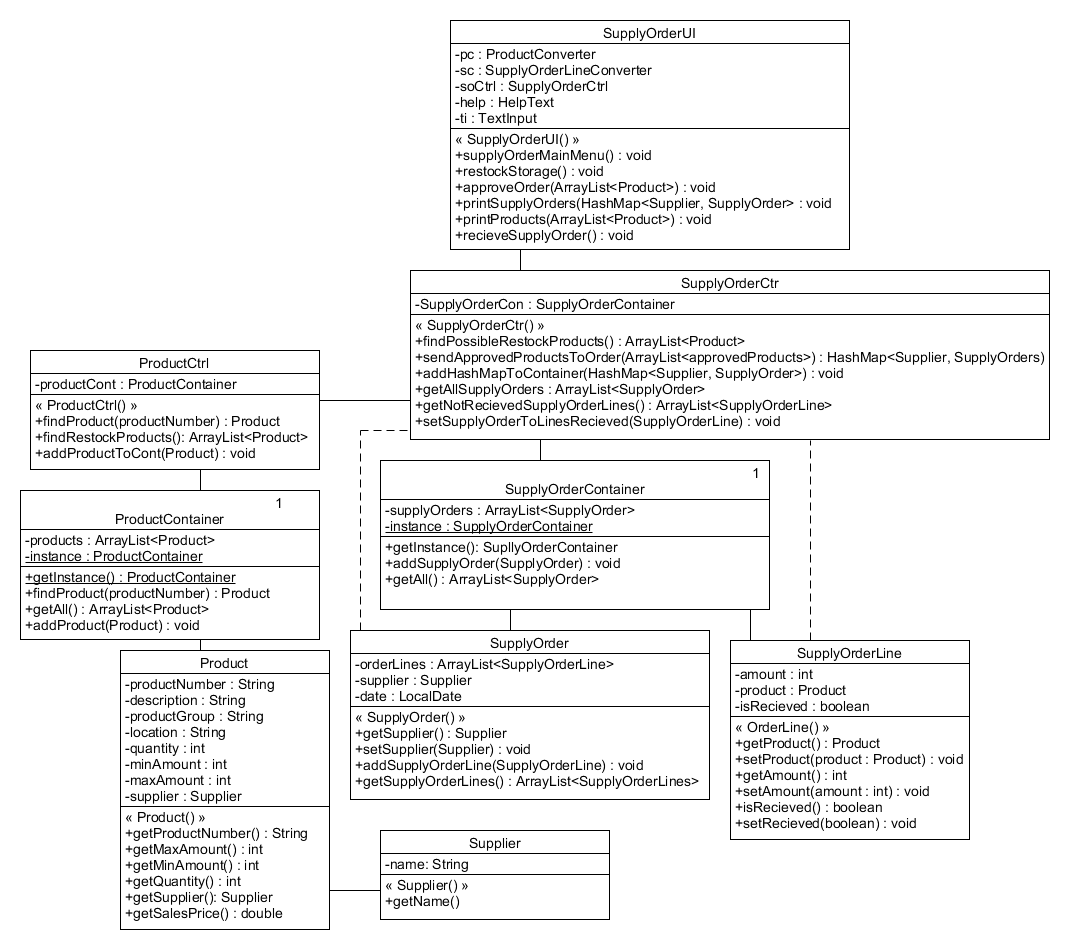 SupplyOrderUI
-pc : ProductConverter
-sc : SupplyOrderLineConverter
-soCtrl : SupplyOrderCtrl
-help : HelpText
-ti : TextInput
« SupplyOrderUI() »
+supplyOrderMainMenu() : void
+restockStorage() : void
+approveOrder(ArrayList<Product>) : void
+printSupplyOrders(HashMap<Supplier, SupplyOrder> : void
+printProducts(ArrayList<Product>) : void
+recieveSupplyOrder() : void
SupplyOrderCtr
-SupplyOrderCon : SupplyOrderContainer
« SupplyOrderCtr() »
+findPossibleRestockProducts() : ArrayList<Product>
+sendApprovedProductsToOrder(ArrayList<approvedProducts>) : HashMap<Supplier, SupplyOrders)
+addHashMapToContainer(HashMap<Supplier, SupplyOrder>) : void
+getAllSupplyOrders : ArrayList<SupplyOrder>
+getNotRecievedSupplyOrderLines() : ArrayList<SupplyOrderLine>
+setSupplyOrderToLinesRecieved(SupplyOrderLine) : void
ProductCtrl
-productCont : ProductContainer
« ProductCtrl() »
+findProduct(productNumber) : Product
+findRestockProducts(): ArrayList<Product>
+addProductToCont(Product) : void
1
ProductContainer
-products : ArrayList<Product>
-instance : ProductContainer
+getInstance() : ProductContainer
+findProduct(productNumber) : Product
+getAll() : ArrayList<Product>
+addProduct(Product) : void
1
SupplyOrderContainer
-supplyOrders : ArrayList<SupplyOrder>
-instance : SupplyOrderContainer
+getInstance(): SupllyOrderContainer
+addSupplyOrder(SupplyOrder) : void
+getAll() : ArrayList<SupplyOrder>
Product
-productNumber : String
-description : String
-productGroup : String
-location : String
-quantity : int
-minAmount : int
-maxAmount : int
-supplier : Supplier
« Product() »
+getProductNumber() : String
+getMaxAmount() : int
+getMinAmount() : int
+getQuantity() : int
+getSupplier(): Supplier
+getSalesPrice() : double
SupplyOrder
-orderLines : ArrayList<SupplyOrderLine>
-supplier : Supplier
-date : LocalDate
« SupplyOrder() »
+getSupplier() : Supplier
+setSupplier(Supplier) : void
+addSupplyOrderLine(SupplyOrderLine) : void
+getSupplyOrderLines() : ArrayList<SupplyOrderLines>
SupplyOrderLine
-amount : int
-product : Product
-isRecieved : boolean
« OrderLine() »
+getProduct() : Product
+setProduct(product : Product) : void
+getAmount() : int
+setAmount(amount : int) : void
+isRecieved() : boolean
+setRecieved(boolean) : void
Supplier
-name: String
« Supplier() »
+getName()